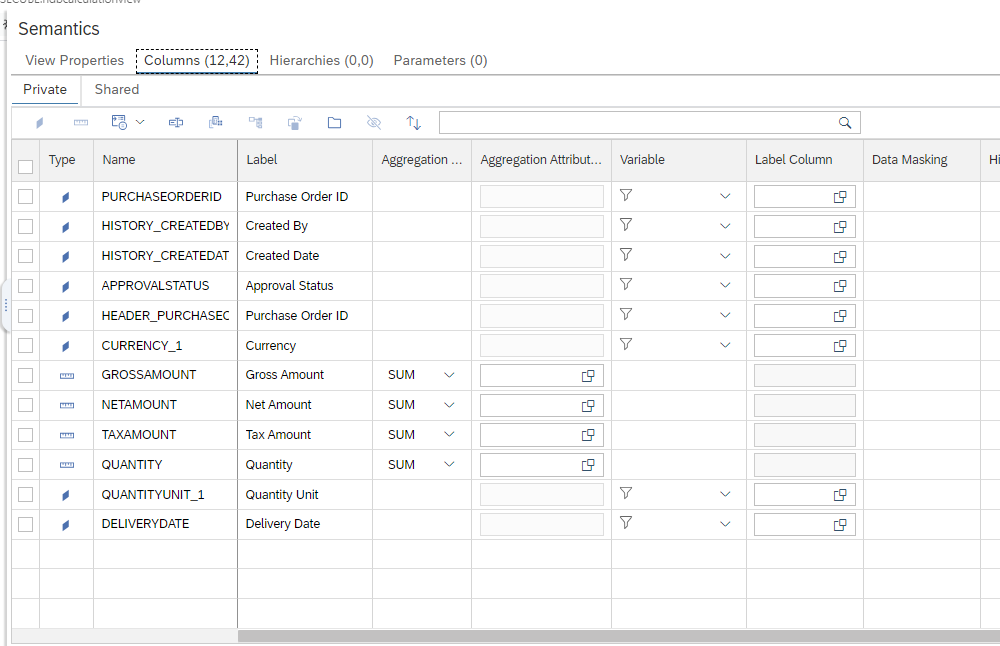 Semantics
View Properties Columns (12,42) Hierarchies (0,0) Parameters (0)
Private Shared
Type Name Label Aggregation ... Aggregation Attribut... Variable Label Column Data Masking Hi
PURCHASEORDERID Purchase Order ID
HISTORY_CREATEDBY Created By
HISTORY_CREATEDAT Created Date
APPROVALSTATUS Approval Status
HEADER_PURCHASEC Purchase Order ID
CURRENCY_1 Currency
GROSSAMOUNT Gross Amount SUM
NETAMOUNT Net Amount SUM
TAXAMOUNT Tax Amount SUM
QUANTITY Quantity SUM
QUANTITYUNIT_1 Quantity Unit
DELIVERYDATE Delivery Date